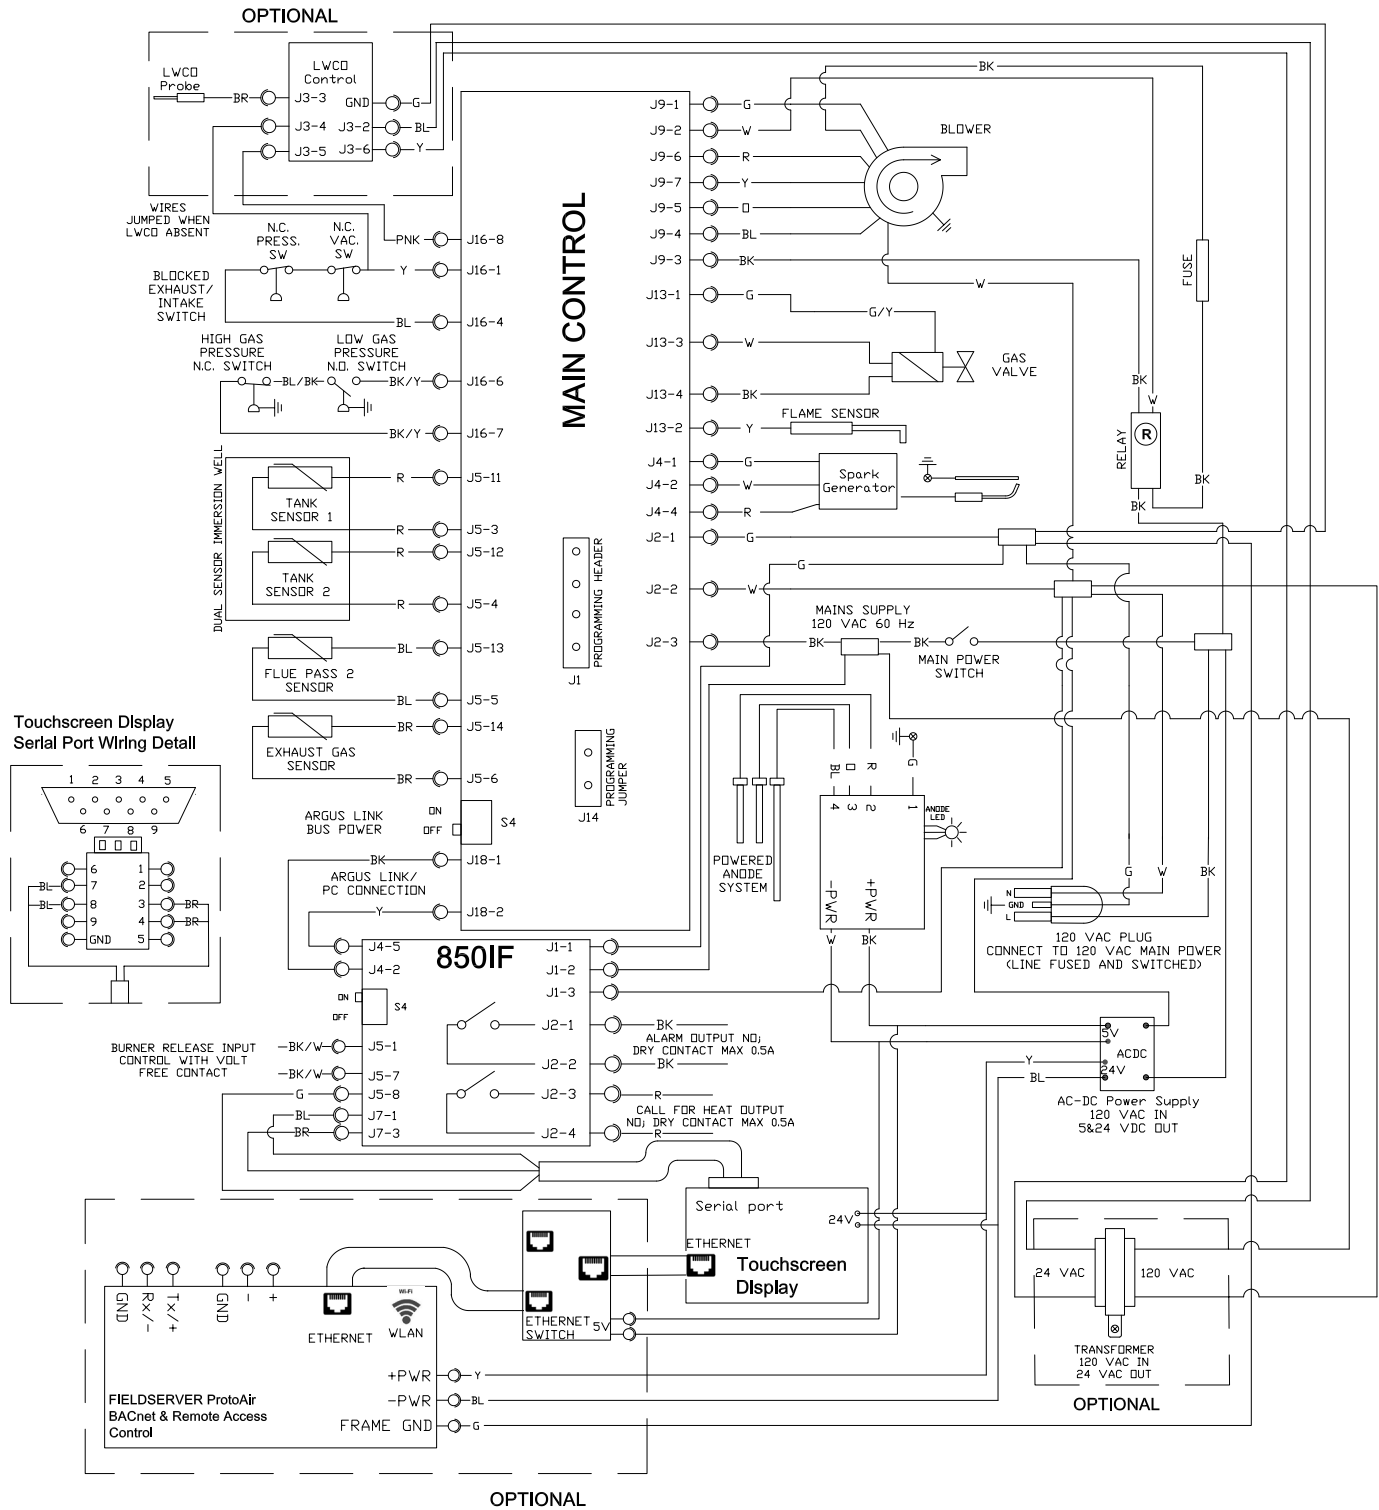 OPTIONAL
LWCO
Probe
BR
LWCO
Control
J3-3
GND
G
J3-4
J3-2
BL
J3-5
J3-6
Y
WIRES
JUMPED WHEN
LWCO ABSENT
N.C.
PRESS.
SW
N.C.
VAC.
SW
BLOCKED
EXHAUST/
INTAKE
SWITCH
PNK
J16-8
Y
J16-1
BL
J16-4
HIGH GAS
PRESSURE
N.C. SWITCH
LOW GAS
PRESSURE
N.O. SWITCH
BL/BK
BK/Y
J16-6
BK/Y
J16-7
DUAL SENSOR IMMERSION WELL
TANK
SENSOR 1
R
J5-11
R
J5-3
TANK
SENSOR 2
R
J5-12
R
J5-4
FLUE PASS 2
SENSOR
BL
J5-13
BL
J5-5
EXHAUST GAS
SENSOR
BR
J5-14
BR
J5-6
ARGUS LINK
BUS POWER
ON
OFF
S4
BK
J18-1
ARGUS LINK/
PC CONNECTION
Y
J18-2
MAIN CONTROL
PROGRAMMING HEADER
J1
PROGRAMMING
JUMPER
J14
J9-1
G
J9-2
W
J9-6
R
J9-7
Y
J9-5
O
J9-4
BL
J9-3
BK
J13-1
G
J13-3
W
J13-4
BK
J13-2
Y
J4-1
G
J4-2
W
J4-4
R
J2-1
G
J2-2
W
J2-3
BK
BK
BLOWER
W
G/Y
GAS
VALVE
FLAME SENSOR
Spark
Generator
FUSE
BK
W
RELAY
R
BK
BK
G
MAINS SUPPLY
120 VAC 60 Hz
BK
MAIN POWER
SWITCH
BL
O
R
G
4
3
2
1
ANODE
LED
POWERED
ANODE
SYSTEM
-PWR
+PWR
W
BK
G
W
BK
N
GND
L
120 VAC PLUG
CONNECT TO 120 VAC MAIN POWER
(LINE FUSED AND SWITCHED)
Touchscreen Display
Serial Port Wiring Detail
1 2 3 4 5
6 7 8 9
6
1
BL
7
2
BL
8
3
BR
9
4
BR
GND
5
850IF
J4-5
J4-2
ON
OFF
S4
BURNER RELEASE INPUT
CONTROL WITH VOLT
FREE CONTACT
BK/W
J5-1
BK/W
J5-7
G
J5-8
BL
J7-1
BR
J7-3
J1-1
J1-2
J1-3
J2-1
BK
ALARM OUTPUT NO;
DRY CONTACT MAX 0.5A
J2-2
BK
J2-3
R
CALL FOR HEAT OUTPUT
NO; DRY CONTACT MAX 0.5A
J2-4
R
5V
ACDC
24V
Y
BL
AC-DC Power Supply
120 VAC IN
5&24 VDC OUT
Serial port
24V
ETHERNET
Touchscreen
Display
ETHERNET
SWITCH
5V
GND
Rx/-
Tx/+
GND
-
+
ETHERNET
Wi-Fi
WLAN
FIELDSERVER ProtoAir
BACnet & Remote Access
Control
+PWR
Y
-PWR
BL
FRAME GND
G
OPTIONAL
24 VAC
120 VAC
TRANSFORMER
120 VAC IN
24 VAC OUT
OPTIONAL